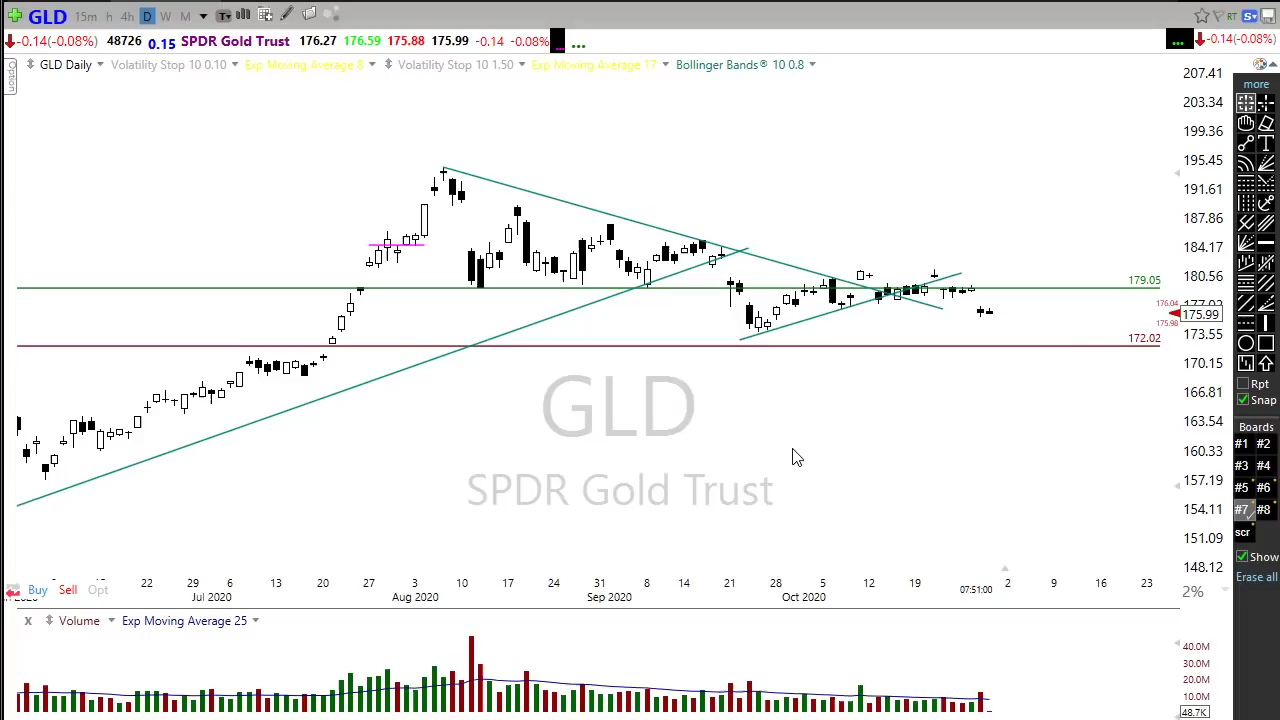 GLD 15m h 4h D W M T RT S
-0.14(-0.08%) 48726 0.15 SPDR Gold Trust 176.27 176.59 175.88 175.99 -0.14 -0.08% ... ... -0.14(-0.08%)
GLD Daily Volatility Stop 10 0.10 Exp Moving Average 8 Volatility Stop 10 1.50 Exp Moving Average 17 Bollinger Bands® 10 0.8
Option
207.41
203.34
199.36
195.45
191.61
187.86
184.17
180.56
179.05
176.04
175.99
175.98
173.55
172.02
170.15
166.81
163.54
160.33
157.19
154.11
151.09
148.12
GLD
SPDR Gold Trust
more
T
Rpt
Snap
Boards
#1 #2
#3 #4
#5 #6
#7 #8
scr
Show
Erase all
22 29 6 13 20 27 3 10 17 24 31 8 14 21 28 5 12 19 2 9 16 23
Buy Sell Opt
07:51:00
2%
2020 Jul 2020 Aug 2020 Sep 2020 Oct 2020
x Volume Exp Moving Average 25
40.0M
30.0M
20.0M
10.0M
48.7K